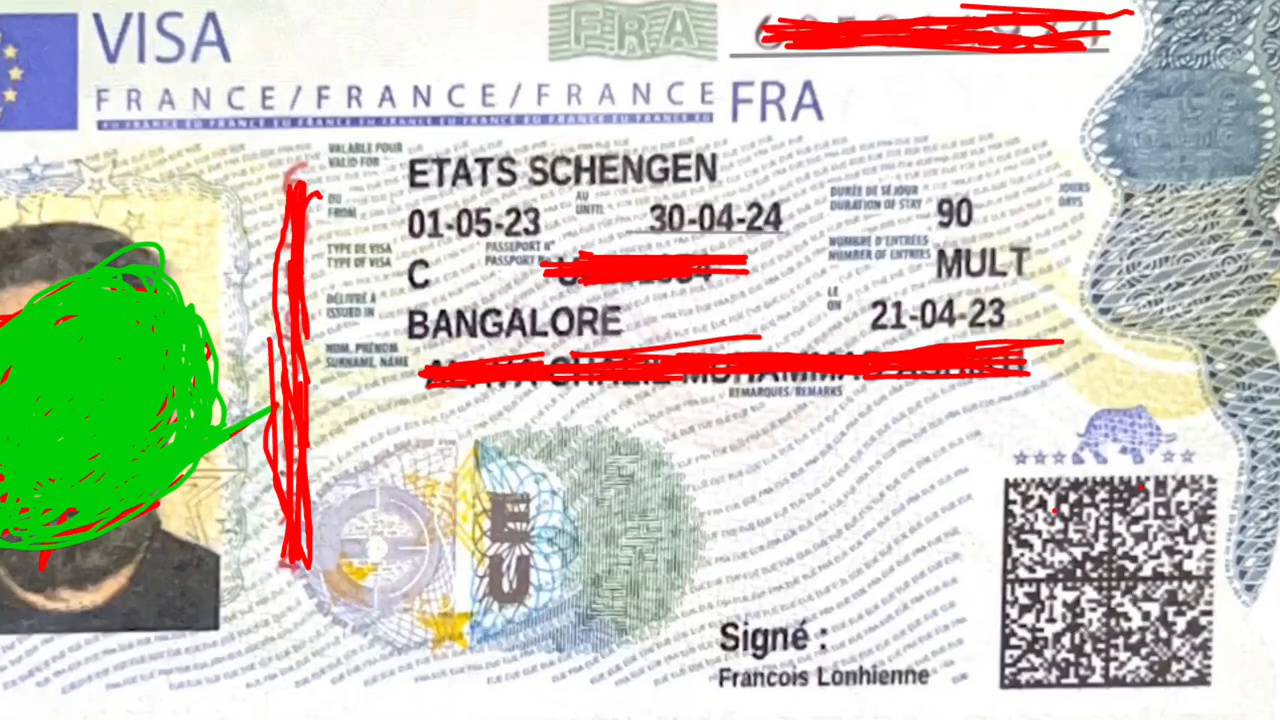 VISA
FRA
FRANCE/FRANCE/FRANCE FRA
VALABLE POUR
VALID FOR
ETATS SCHENGEN
DU
FROM
01-05-23
AU
UNTIL
30-04-24
DURÉE DE SÉJOUR
DURATION OF STAY
90
JOURS
DAYS
TYPE DE VISA
TYPE OF VISA
C
PASSEPORT N°
PASSPORT
NOMBRE D'ENTRÉES
NUMBER OF ENTRIES
MULT
DÉLIVRÉ À
ISSUED IN
BANGALORE
LE
ON
21-04-23
NOM, PRÉNOM
SURNAME, NAME
REMARQUES/REMARKS
EU
Signé :
Francois Lonhienne